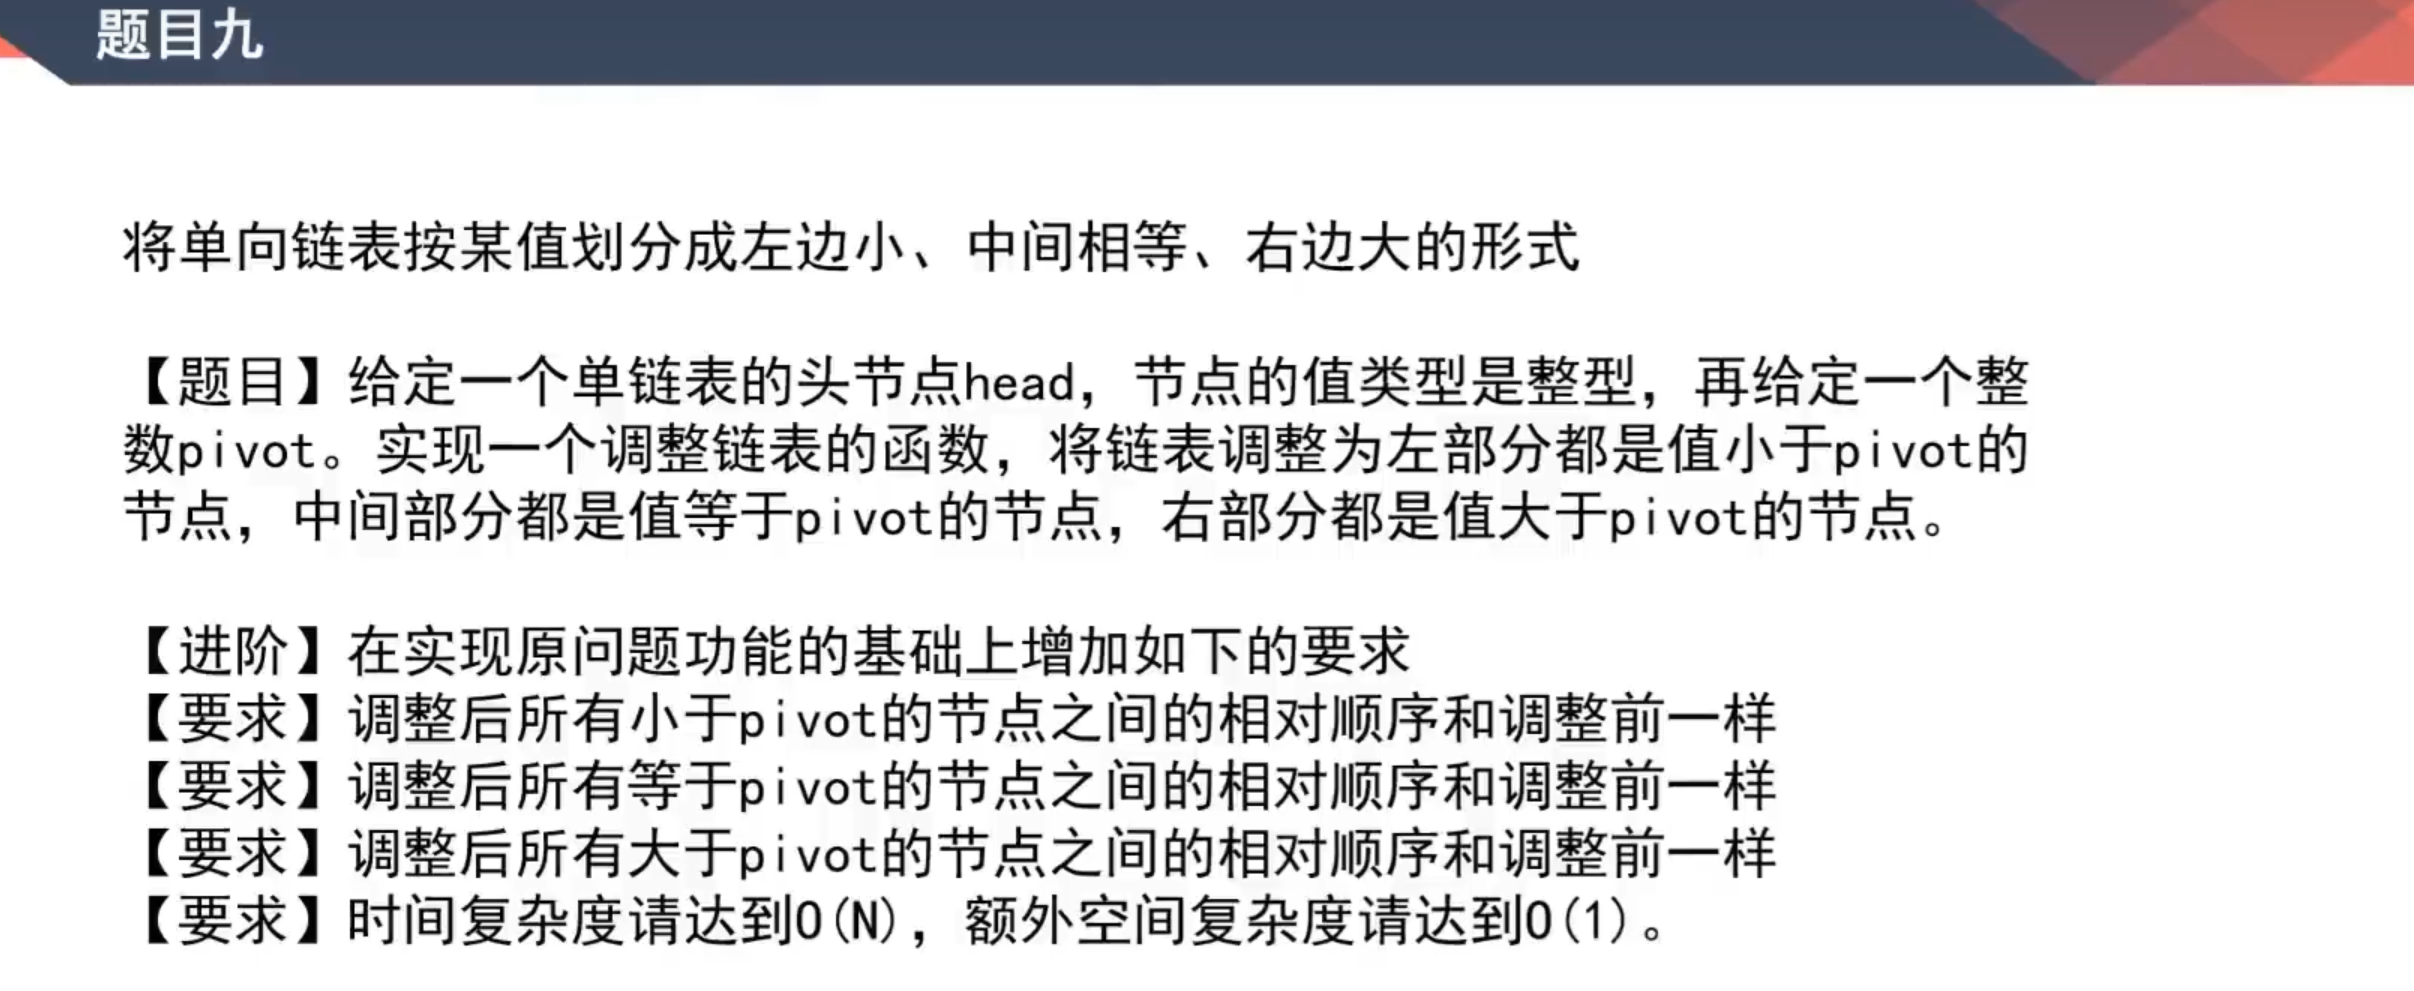 题目九
将单向链表按某值划分成左边小、中间相等、右边大的形式
【题目】给定一个单链表的头节点head，节点的值类型是整型，再给定一个整
数pivot。实现一个调整链表的函数，将链表调整为左部分都是值小于pivot的
节点，中间部分都是值等于pivot的节点，右部分都是值大于pivot的节点。
【进阶】在实现原问题功能的基础上增加如下的要求
【要求】调整后所有小于pivot的节点之间的相对顺序和调整前一样
【要求】调整后所有等于pivot的节点之间的相对顺序和调整前一样
【要求】调整后所有大于pivot的节点之间的相对顺序和调整前一样
【要求】时间复杂度请达到O(N)，额外空间复杂度请达到O(1)。